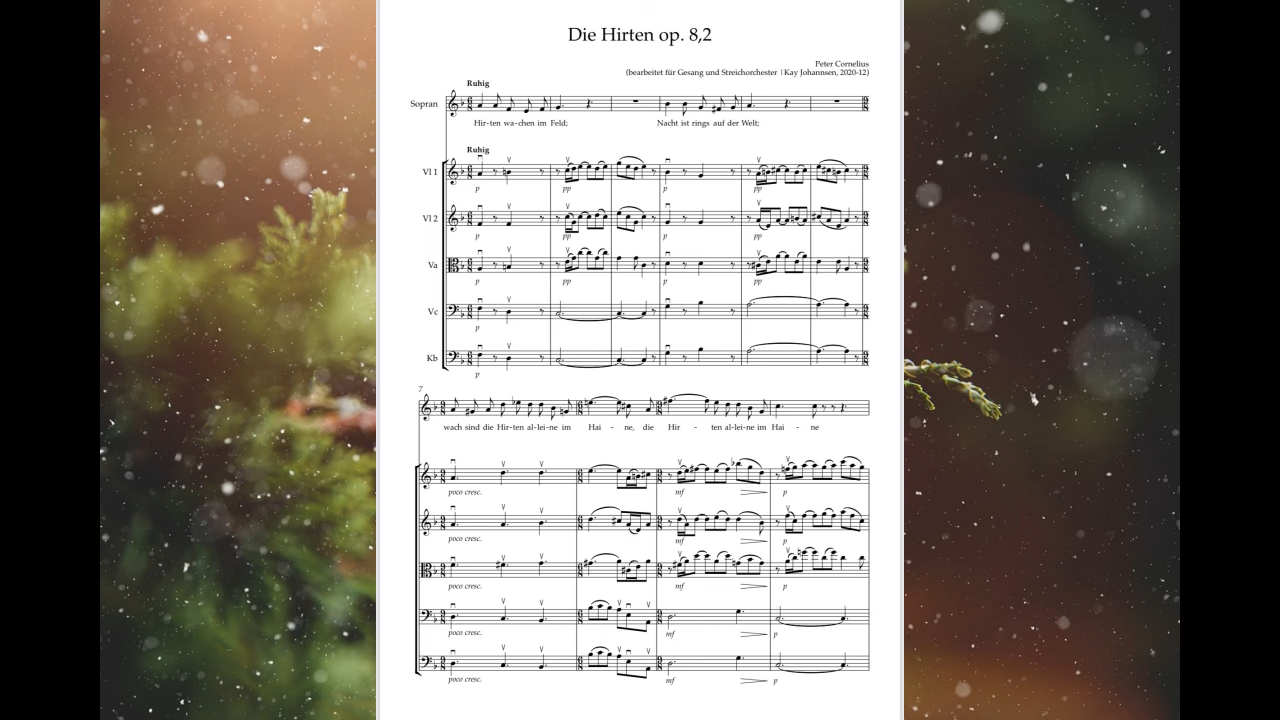 Die Hirten op. 8,2
Peter Cornelius
(bearbeitet für Gesang und Streichorchester | Kay Johannsen, 2020-12)
Ruhig
Sopran
Hir-ten wa-chen im Feld; Nacht ist rings auf der Welt;
Ruhig
Vl 1
p pp p pp
Vl 2
p pp p pp
Va
p pp p pp
Vc
p
Kb
p
7
wach sind die Hir-ten al-lei-ne im Hai - ne, die Hir - ten al-lei-ne im Hai - ne
poco cresc. mf p
poco cresc. mf p
poco cresc. mf p
poco cresc. mf p
poco cresc. mf p